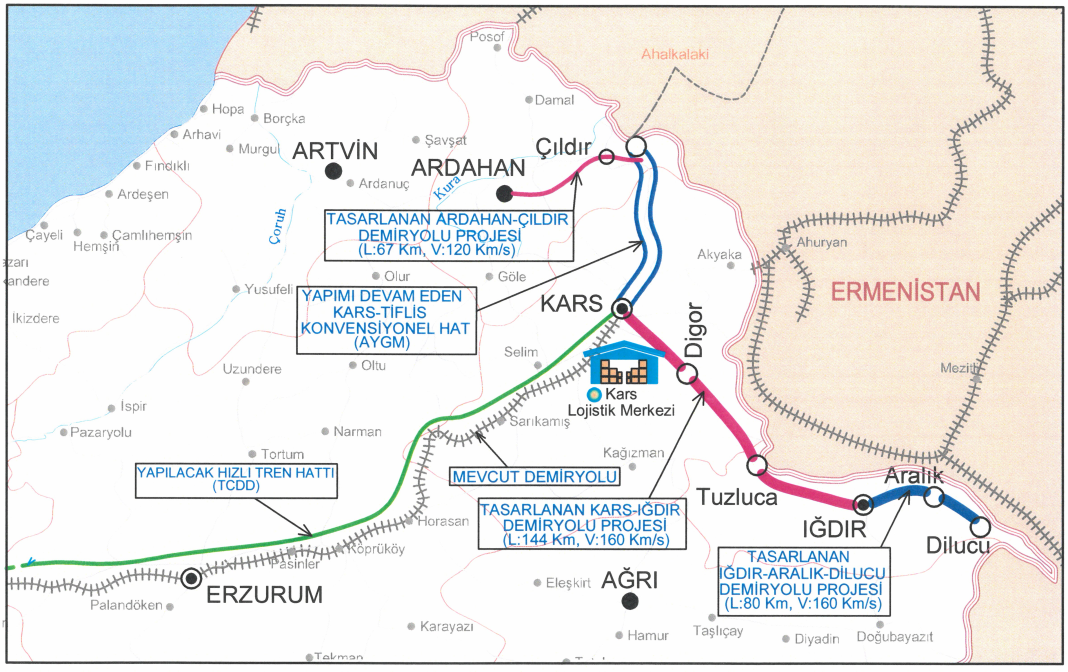 Posof
Ahalkalaki
Damal
Hopa
Borçka
Arhavi
Murgul
Şavşat
Çıldır
ARTVİN
ARDAHAN
Fındıklı
Ardanuç
Kura
Ardeşen
Çoruh
TASARLANAN ARDAHAN-ÇILDIR
DEMİRYOLU PROJESİ
(L:67 Km, V:120 Km/s)
Çayeli
Hemşin
Çamlıhemşin
Ahuryan
Akyaka
zarı
kandere
Olur
Göle
Yusufeli
ERMENİSTAN
YAPIMI DEVAM EDEN
KARS-TİFLİS
KONVENSİYONEL HAT
(AYGM)
KARS
İkizdere
Digor
Selim
Oltu
Uzundere
Mezitli
Kars
Lojistik Merkezi
İspir
Sarıkamış
Pazaryolu
Narman
Tortum
Kağızman
YAPILACAK HIZLI TREN HATTI
(TCDD)
MEVCUT DEMİRYOLU
Aralık
Tuzluca
TASARLANAN KARS-IĞDIR
DEMİRYOLU PROJESİ
(L:144 Km, V:160 Km/s)
IĞDIR
Horasan
Dilucu
Köprüköy
Pasinler
TASARLANAN
IĞDIR-ARALIK-DILUCU
DEMİRYOLU PROJESİ
(L:80 Km, V:160 Km/s)
ERZURUM
Eleşkirt
AĞRI
Palandöken
Karayazı
Hamur
Taşlıçay
Diyadin
Doğubayazıt
Tekman